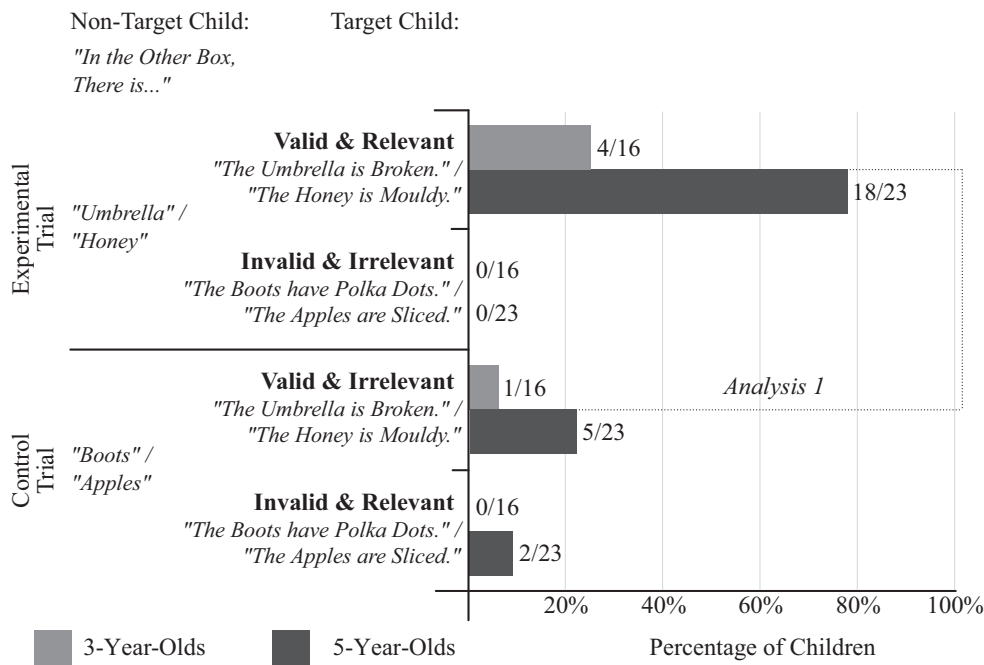 Non-Target Child: Target Child:
"In the Other Box,
There is..."
Experimental
Trial
"Umbrella" /
"Honey"
Valid & Relevant
"The Umbrella is Broken." /
"The Honey is Mouldy."
4/16
18/23
Invalid & Irrelevant
"The Boots have Polka Dots." /
"The Apples are Sliced."
0/16
0/23
Control
Trial
"Boots" /
"Apples"
Valid & Irrelevant
"The Umbrella is Broken." /
"The Honey is Mouldy."
1/16
5/23
Analysis 1
Invalid & Relevant
"The Boots have Polka Dots." /
"The Apples are Sliced."
0/16
2/23
20% 40% 60% 80% 100%
3-Year-Olds 5-Year-Olds Percentage of Children